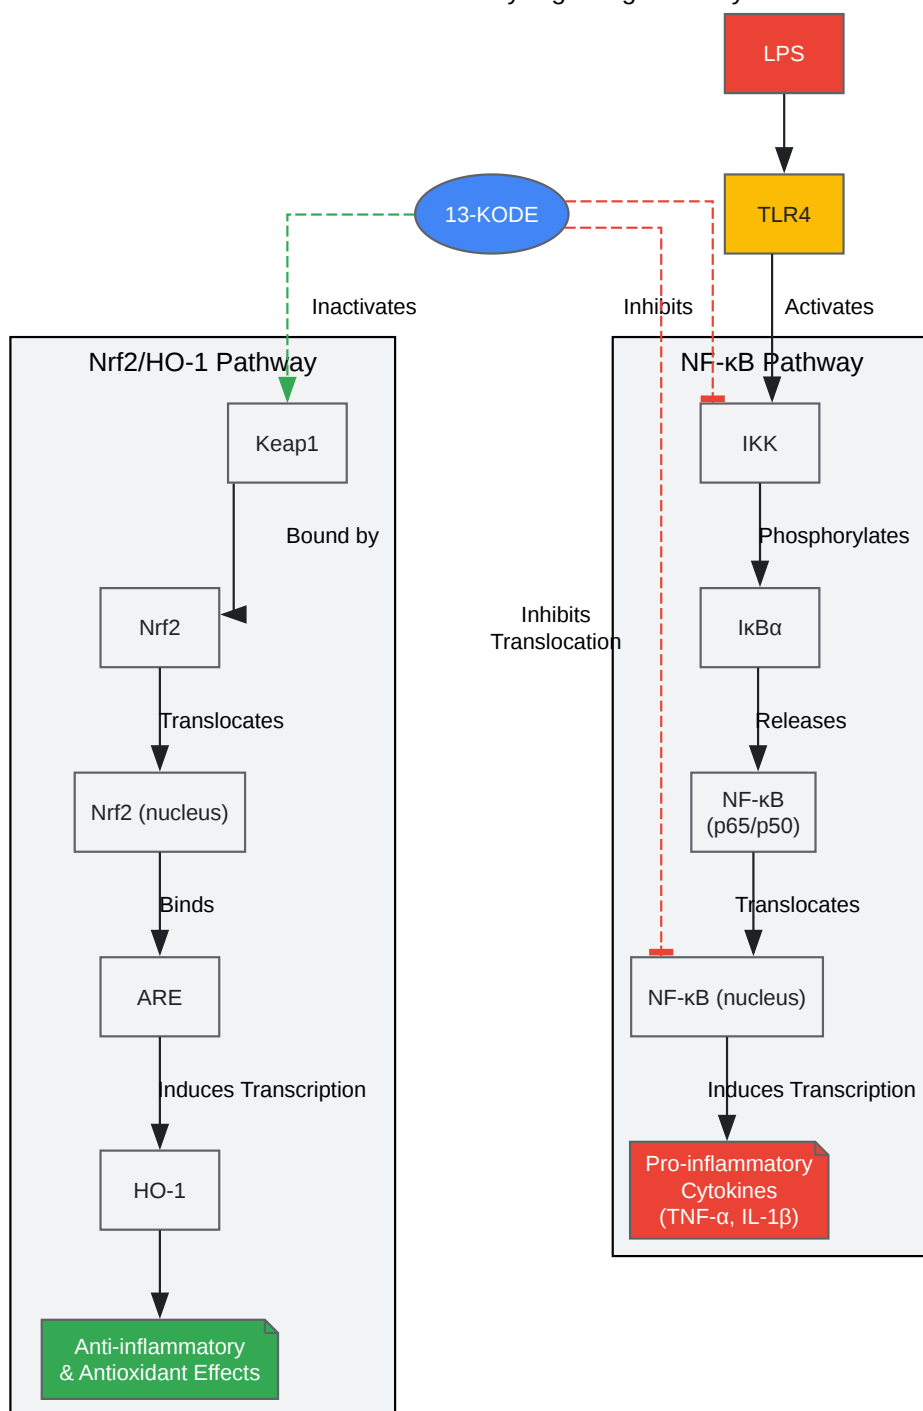 LPS
13-KODE
TLR4
Inactivates
Inhibits
Activates
Nrf2/HO-1 Pathway
NF-κB Pathway
Keap1
IKK
Bound by
Phosphorylates
Nrf2
Inhibits
Translocation
IκBα
Translocates
Releases
Nrf2 (nucleus)
NF-κB
(p65/p50)
Binds
Translocates
ARE
NF-κB (nucleus)
Induces Transcription
Induces Transcription
HO-1
Pro-inflammatory
Cytokines
(TNF-α, IL-1β)
Anti-inflammatory
& Antioxidant Effects